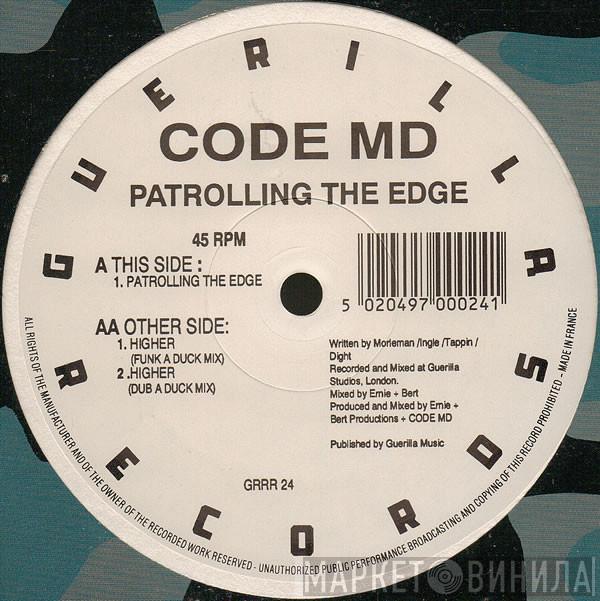 GUERILLA RECORDS
CODE MD
PATROLLING THE EDGE
45 RPM
A THIS SIDE :
1. PATROLLING THE EDGE
AA OTHER SIDE:
1. HIGHER
(FUNK A DUCK MIX)
2 .HIGHER
(DUB A DUCK MIX)
5 020497 000241
Written by Morleman /Ingle /Tappin /
Dight
Recorded and Mixed at Guerilla
Studios, London.
Mixed by Ernie + Bert
Produced and Mixed by Ernie +
Bert Productions + CODE MD
Published by Guerilla Music
GRRR 24
ALL RIGHTS OF THE MANUFACTURER AND OF THE OWNER OF THE RECORDED WORK RESERVED - UNAUTHORIZED PUBLIC PERFORMANCE BROADCASTING AND COPYING OF THIS RECORD PROHIBITED - MADE IN FRANCE
МАРКЕТ ВИНИЛА